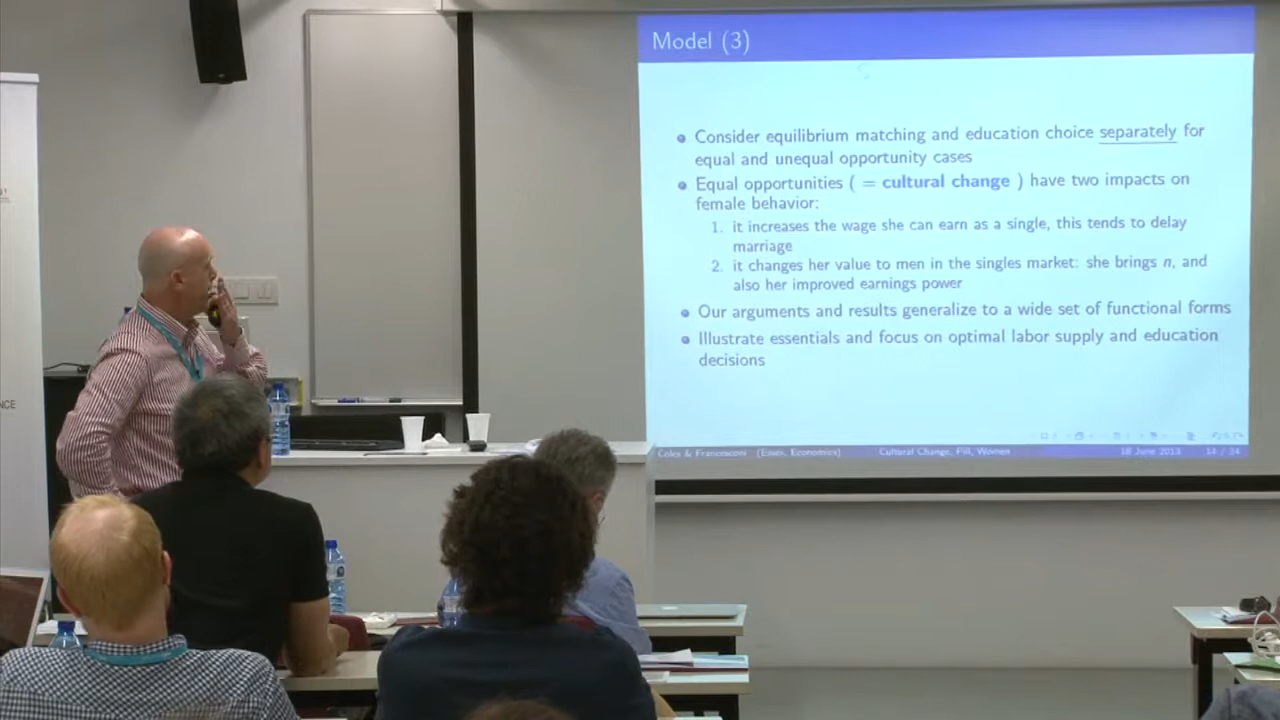 Model (3)
Consider equilibrium matching and education choice separately for
equal and unequal opportunity cases
Equal opportunities ( = cultural change ) have two impacts on
female behavior:
1. it increases the wage she can earn as a single, this tends to delay
marriage
2. it changes her value to men in the singles market: she brings n, and
also her improved earnings power
Our arguments and results generalize to a wide set of functional forms
Illustrate essentials and focus on optimal labor supply and education
decisions
Coles & Francesconi (Essex, Economics) Cultural Change, Pill, Women 18 June 2013 14 / 34